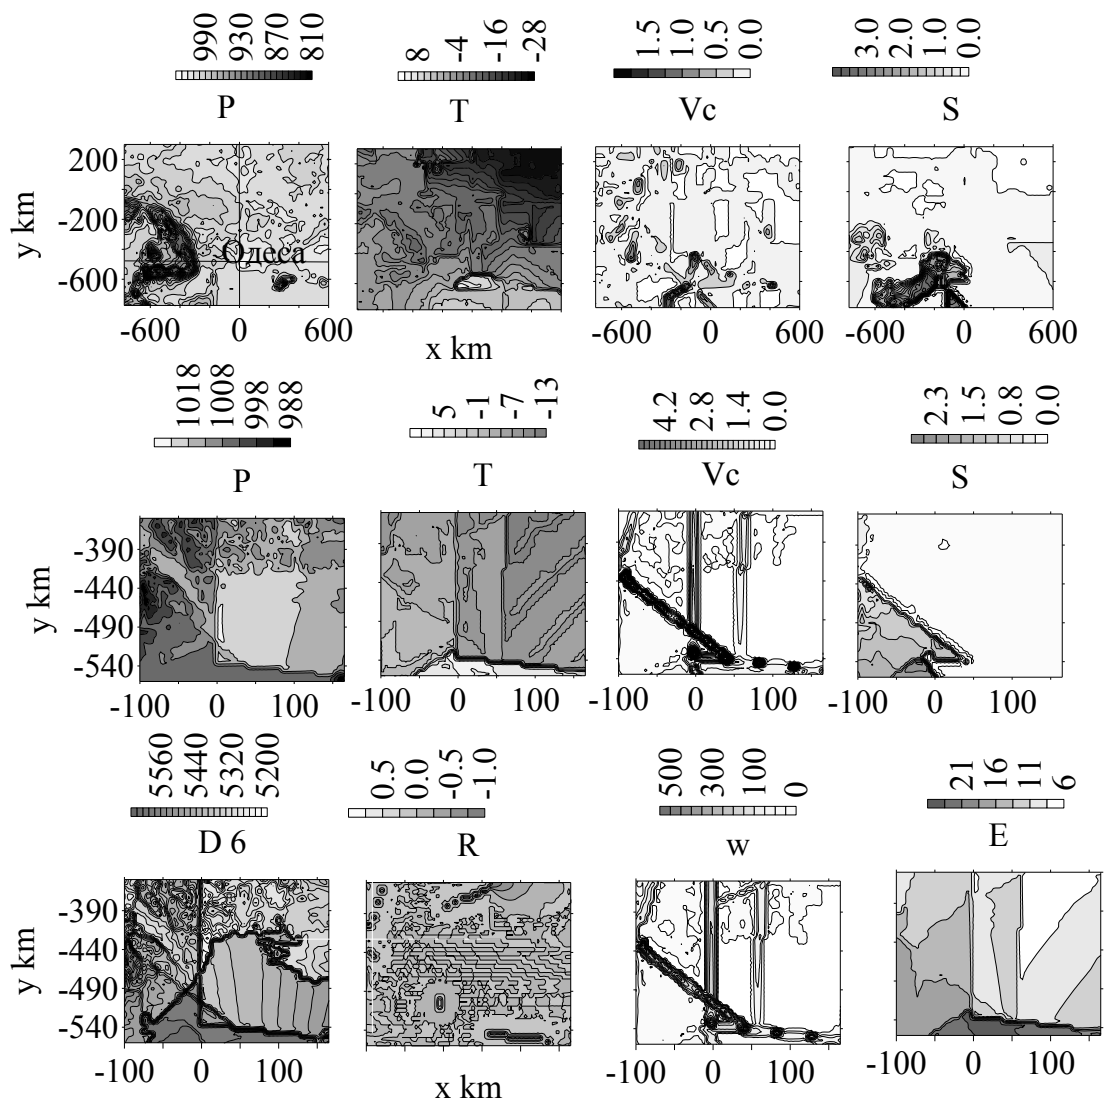 990 930 870 810
8 -4 -16 -28
1.5 1.0 0.5 0.0
3.0 2.0 1.0 0.0
P T Vc S
y km
200
-200
-600
Одеса
-600 0 600
-600 0 600
-600 0 600
x km
1018 1008 998 988
5 -1 -7 -13
4.2 2.8 1.4 0.0
2.3 1.5 0.8 0.0
P T Vc S
y km
-390
-440
-490
-540
-100 0 100
-100 0 100
-100 0 100
-100 0 100
5560 5440 5320 5200
0.5 0.0 -0.5 -1.0
500 300 100 0
21 16 11 6
D 6 R w E
y km
-390
-440
-490
-540
-100 0 100
-100 0 100
-100 0 100
x km